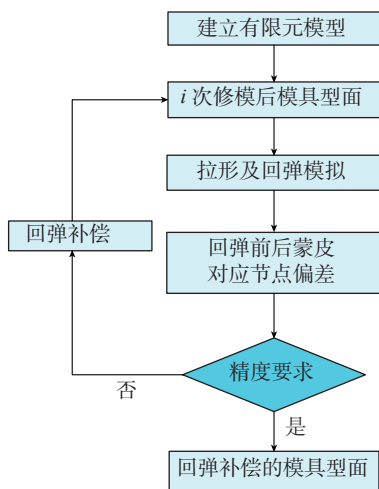 建立有限元模型
i 次修模后模具型面
拉形及回弹模拟
回弹补偿
回弹前后蒙皮
对应节点偏差
精度要求
否
是
回弹补偿的模具型面